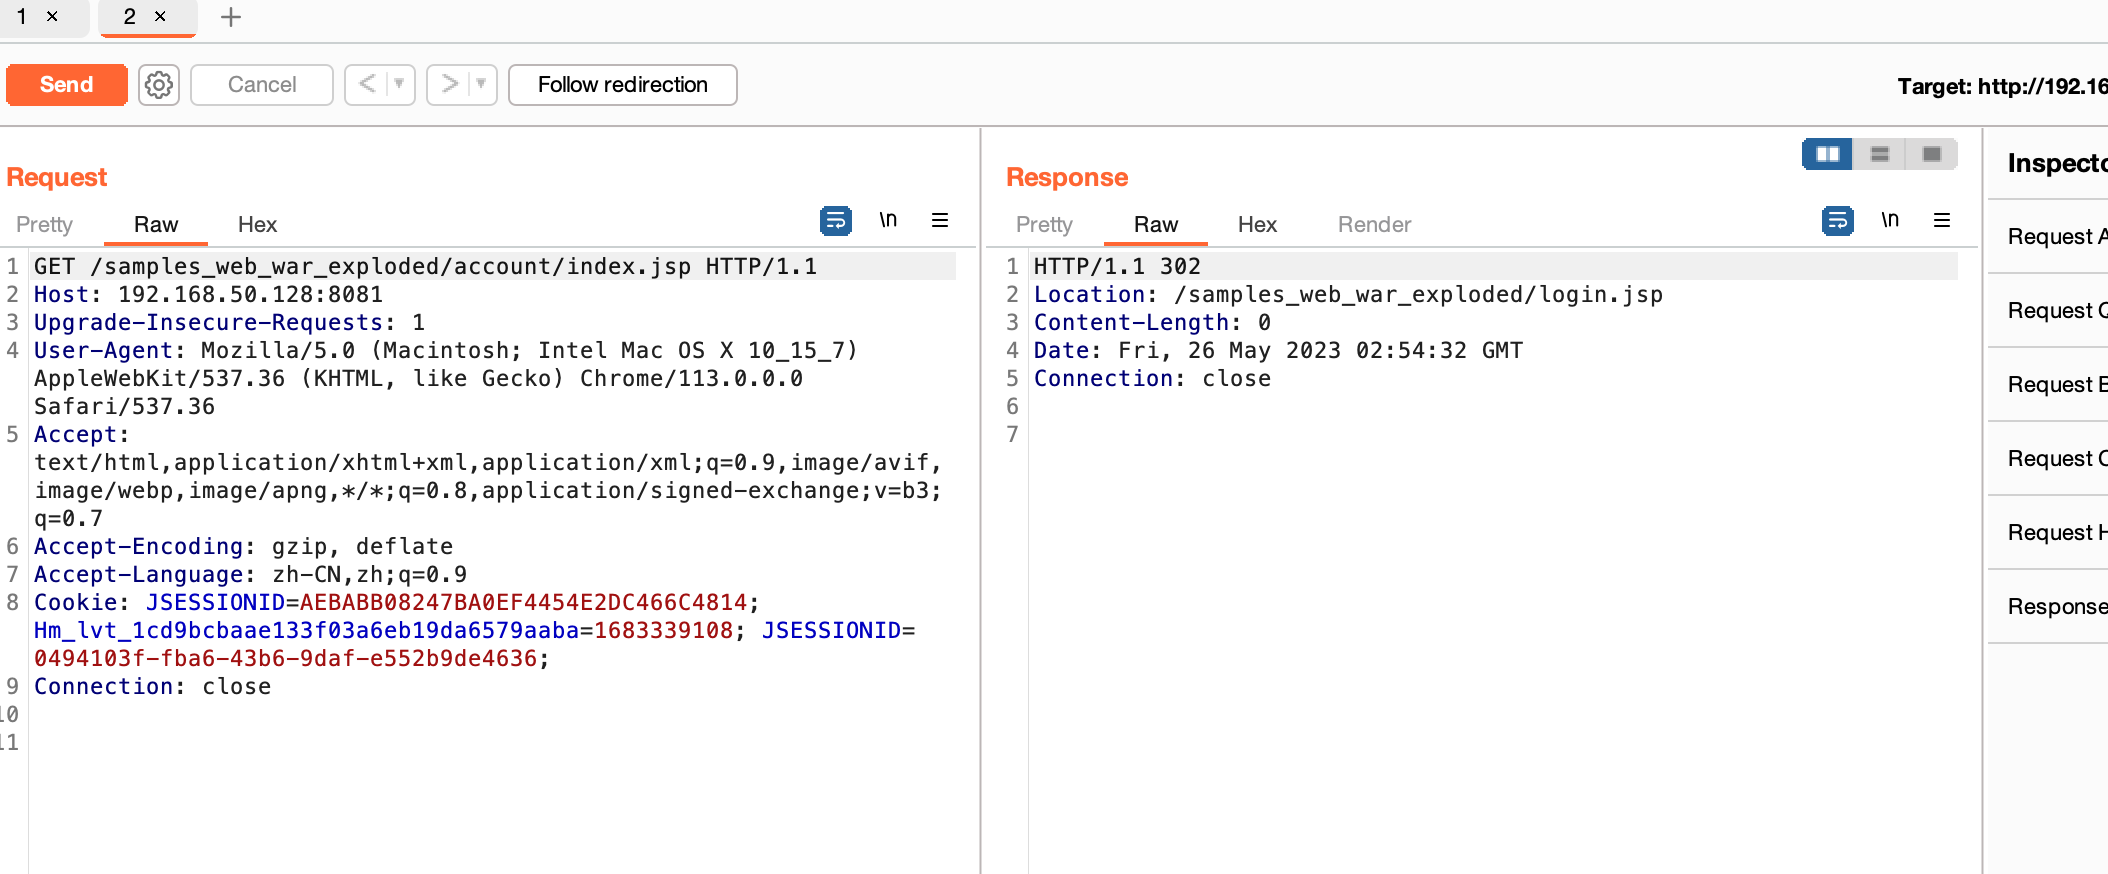 1 × 2 × +
Send Cancel < > Follow redirection Target: http://192.16
Request
Pretty Raw Hex \n
1 GET /samples_web_war_exploded/account/index.jsp HTTP/1.1
2 Host: 192.168.50.128:8081
3 Upgrade-Insecure-Requests: 1
4 User-Agent: Mozilla/5.0 (Macintosh; Intel Mac OS X 10_15_7)
AppleWebKit/537.36 (KHTML, like Gecko) Chrome/113.0.0.0
Safari/537.36
5 Accept:
text/html,application/xhtml+xml,application/xml;q=0.9,image/avif,
image/webp,image/apng,*/*;q=0.8,application/signed-exchange;v=b3;
q=0.7
6 Accept-Encoding: gzip, deflate
7 Accept-Language: zh-CN,zh;q=0.9
8 Cookie: JSESSIONID=AEBABB08247BA0EF4454E2DC466C4814;
Hm_lvt_1cd9bcbaae133f03a6eb19da6579aaba=1683339108; JSESSIONID=
0494103f-fba6-43b6-9daf-e552b9de4636;
9 Connection: close
10
11
Response
Pretty Raw Hex Render \n
1 HTTP/1.1 302
2 Location: /samples_web_war_exploded/login.jsp
3 Content-Length: 0
4 Date: Fri, 26 May 2023 02:54:32 GMT
5 Connection: close
6
7
Inspecto
Request A
Request Q
Request B
Request C
Request H
Response